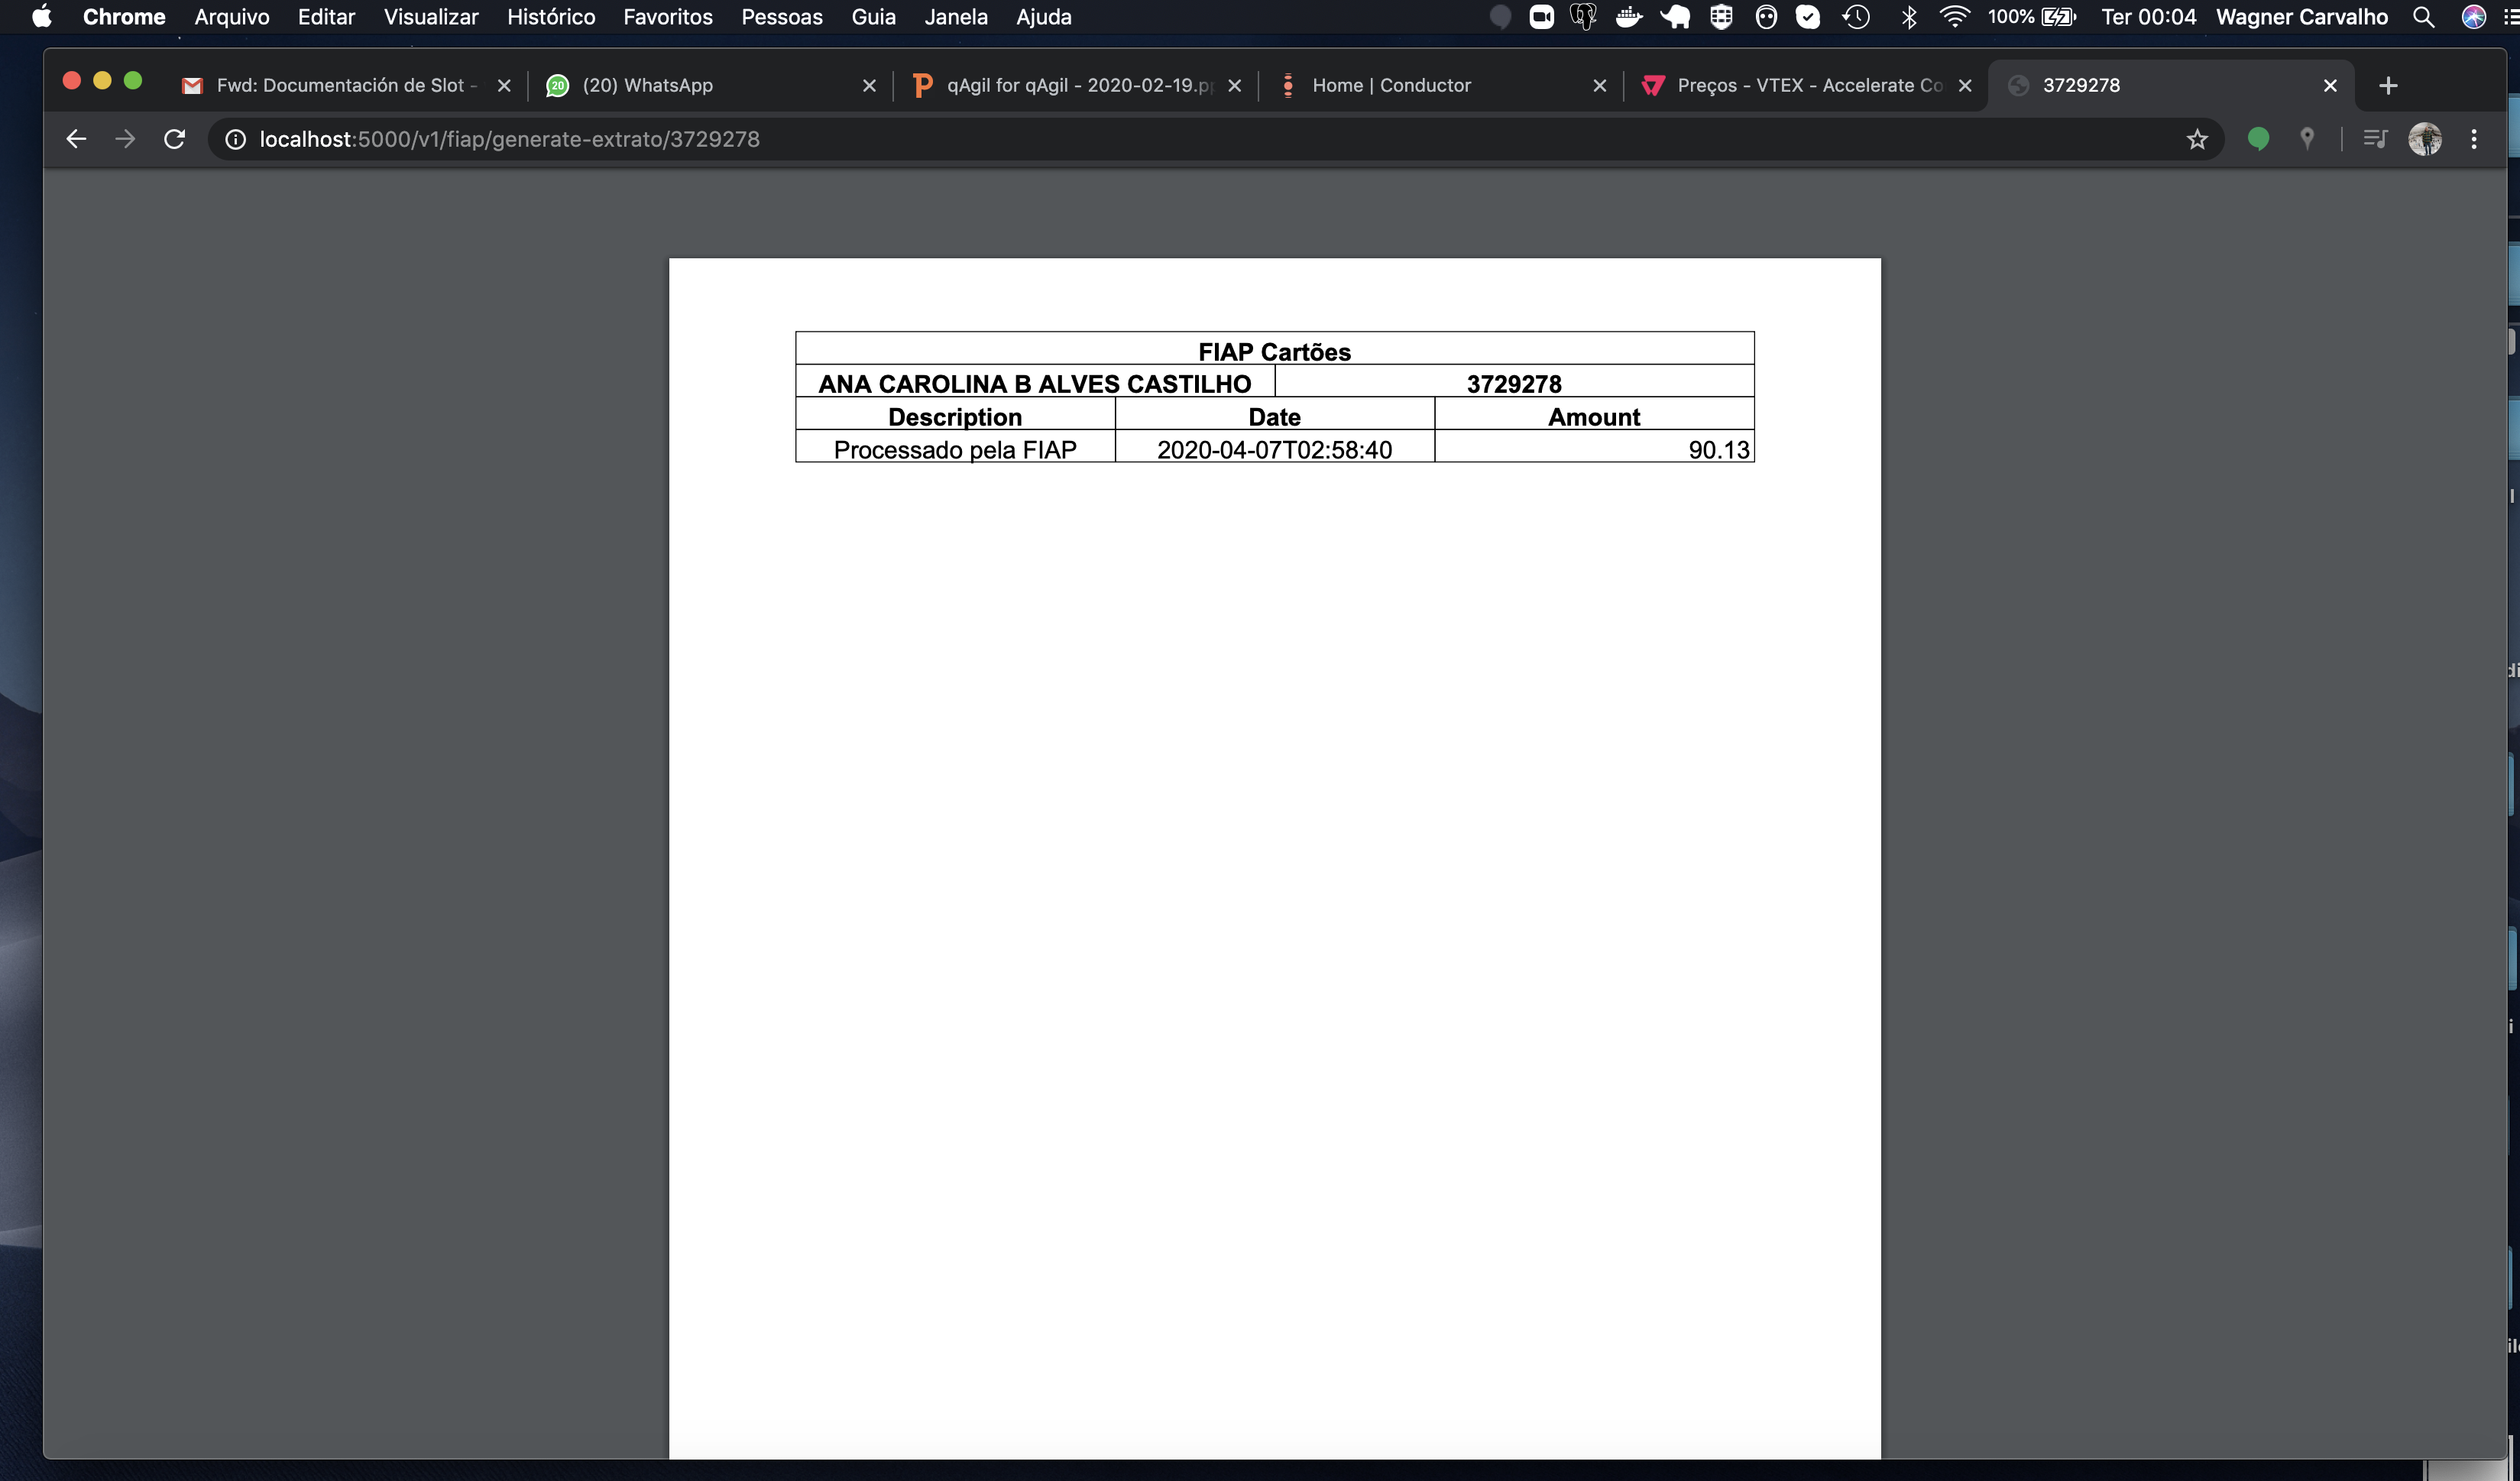 Chrome Arquivo Editar Visualizar Histórico Favoritos Pessoas Guia Janela Ajuda 100% Ter 00:04 Wagner Carvalho
Fwd: Documentación de Slot - 20 (20) WhatsApp qAgil for qAgil - 2020-02-19.p Home | Conductor Preços - VTEX - Accelerate Co 3729278
localhost:5000/v1/fiap/generate-extrato/3729278
FIAP Cartões
ANA CAROLINA B ALVES CASTILHO 3729278
Description Date Amount
Processado pela FIAP 2020-04-07T02:58:40 90.13